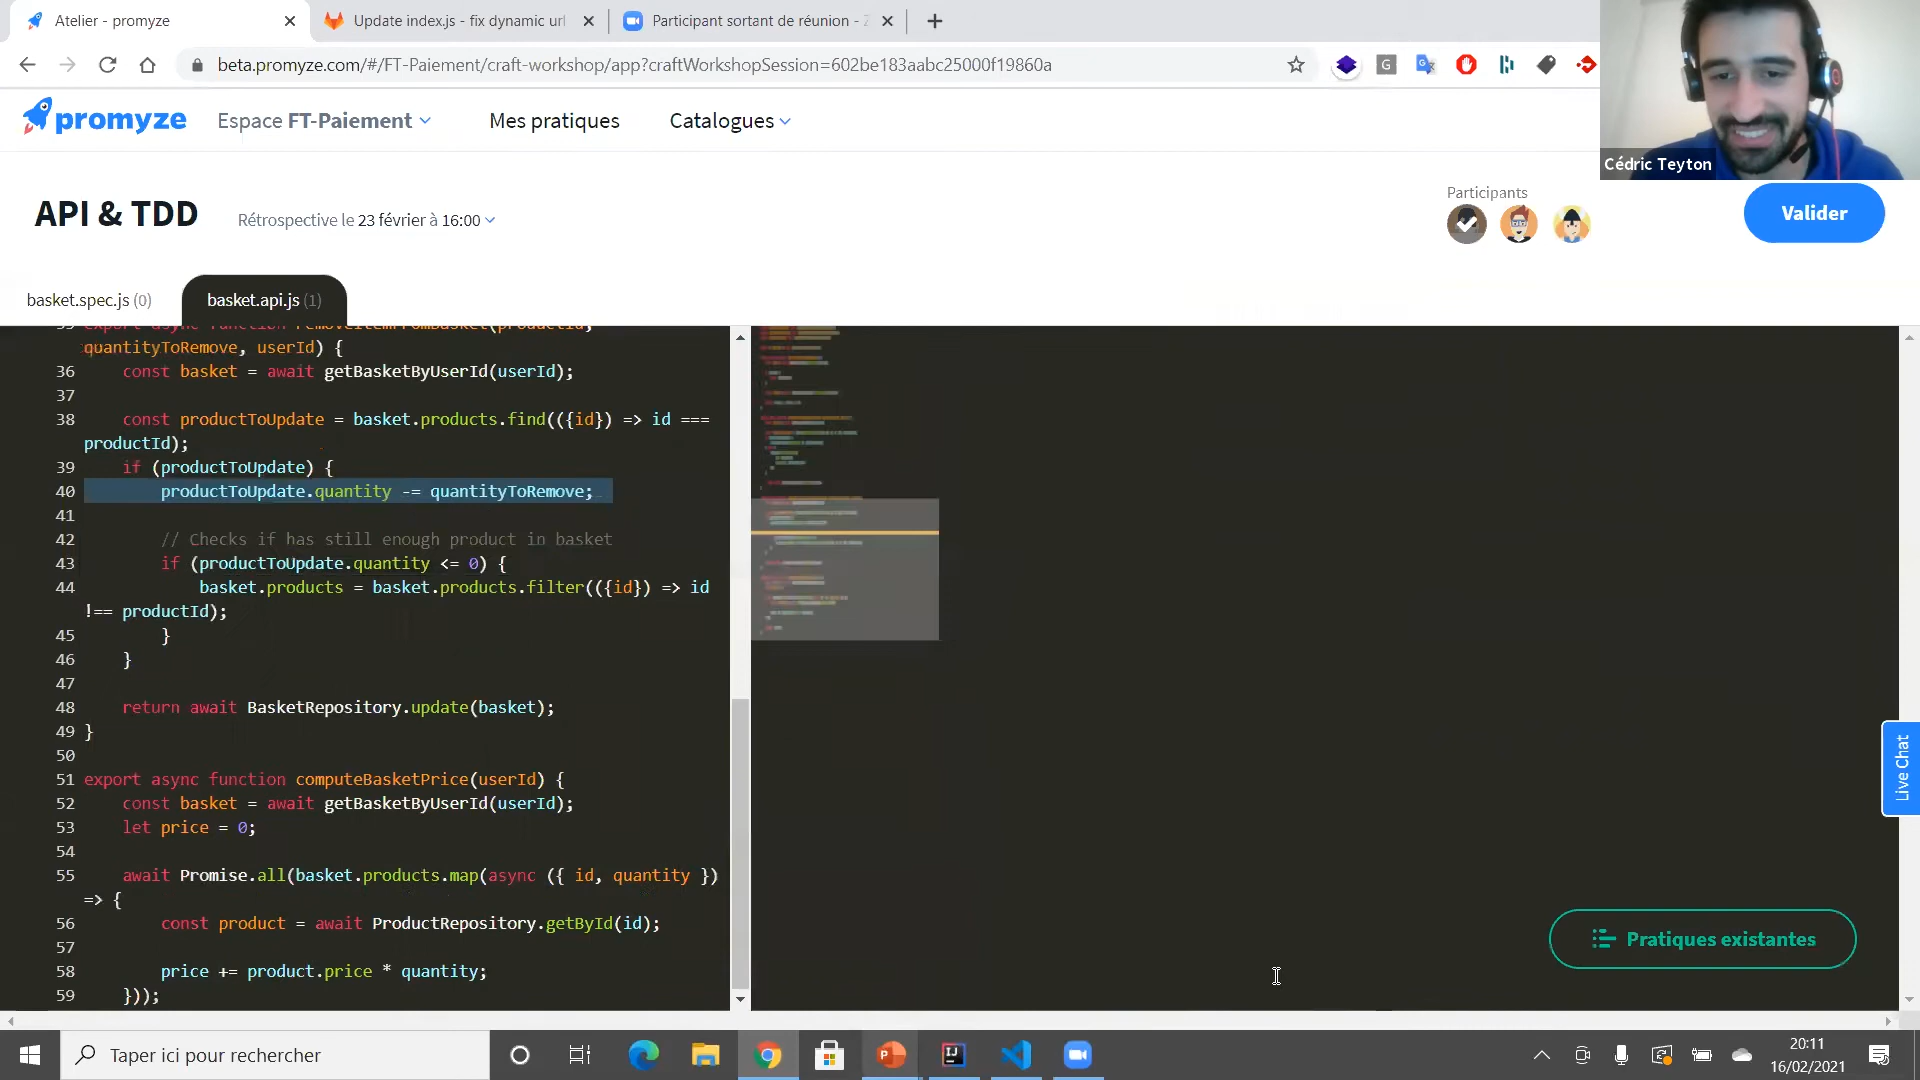 Atelier - promyze
Update index.js - fix dynamic url
Participant sortant de réunion - Z
beta.promyze.com/#/FT-Paiement/craft-workshop/app?craftWorkshopSession=602be183aabc25000f19860a
promyze
Espace FT-Paiement
Mes pratiques
Catalogues
Cédric Teyton
API & TDD
Rétrospective le 23 février à 16:00
Participants
Valider
basket.spec.js (0)
basket.api.js (1)
35 export async function removeItemFromBasket(productId,
quantityToRemove, userId) {
36 const basket = await getBasketByUserId(userId);
37
38 const productToUpdate = basket.products.find(({id}) => id ===
productId);
39 if (productToUpdate) {
40 productToUpdate.quantity -= quantityToRemove;
41
42 // Checks if has still enough product in basket
43 if (productToUpdate.quantity <= 0) {
44 basket.products = basket.products.filter(({id}) => id
!== productId);
45 }
46 }
47
48 return await BasketRepository.update(basket);
49 }
50
51 export async function computeBasketPrice(userId) {
52 const basket = await getBasketByUserId(userId);
53 let price = 0;
54
55 await Promise.all(basket.products.map(async ({ id, quantity })
=> {
56 const product = await ProductRepository.getById(id);
57
58 price += product.price * quantity;
59 }));
Live Chat
Pratiques existantes
Taper ici pour rechercher
20:11
16/02/2021